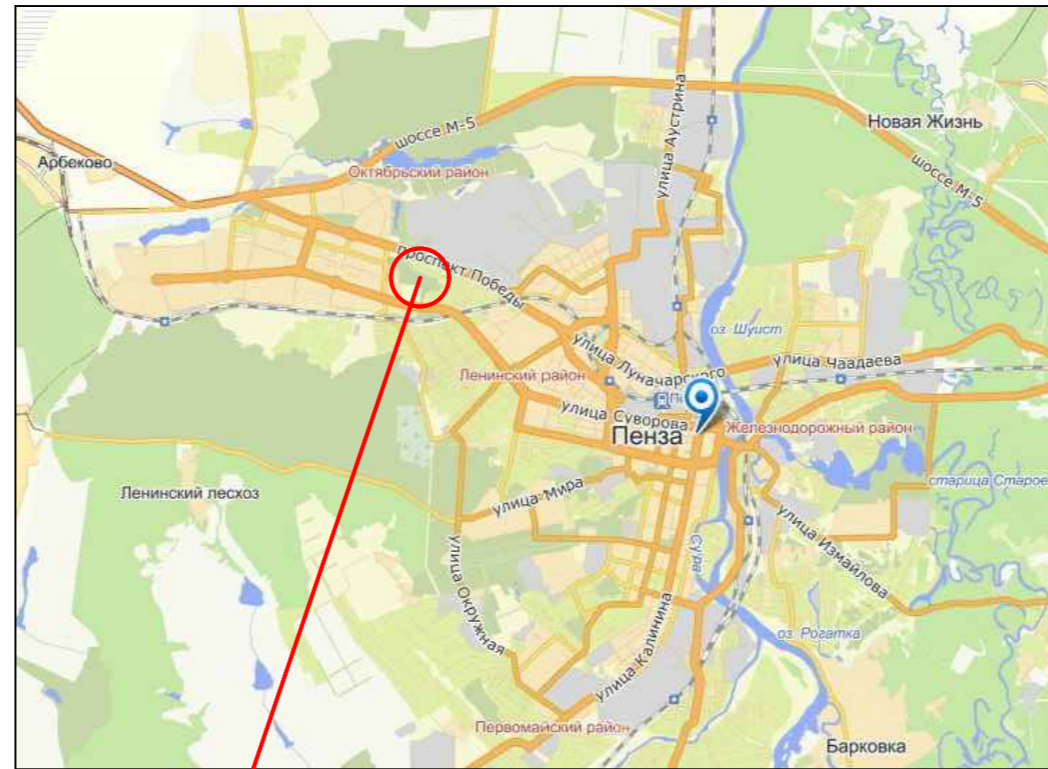 улица Аустрина
Новая Жизнь
шоссе М-5
шоссе М-5
Арбеково
Октябрьский район
проспект Победы
оз. Шуист
улица Луначарского
улица Чаадаева
Ленинский район
улица Суворова
Железнодорожный район
Пенза
старица Старое
Ленинский лесхоз
улица Мира
улица Измайлова
Сура
улица Окружная
оз. Рогатка
улица Калинина
Первомайский район
Барковка